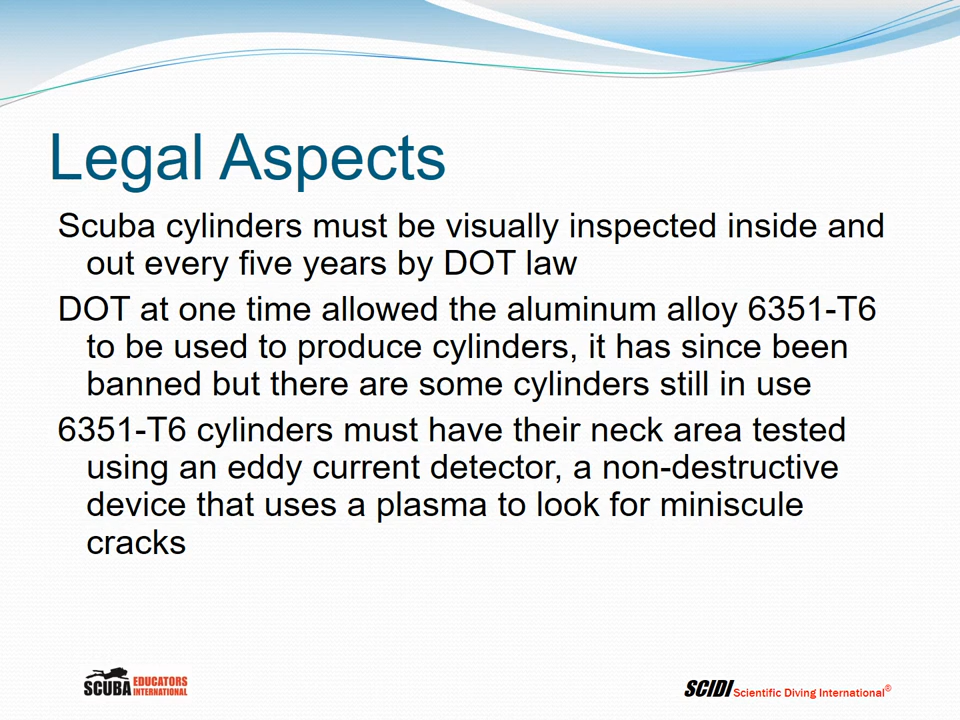 Legal Aspects
Scuba cylinders must be visually inspected inside and
out every five years by DOT law
DOT at one time allowed the aluminum alloy 6351-T6
to be used to produce cylinders, it has since been
banned but there are some cylinders still in use
6351-T6 cylinders must have their neck area tested
using an eddy current detector, a non-destructive
device that uses a plasma to look for miniscule
cracks
SCUBA EDUCATORS
INTERNATIONAL
SCIDI Scientific Diving International®